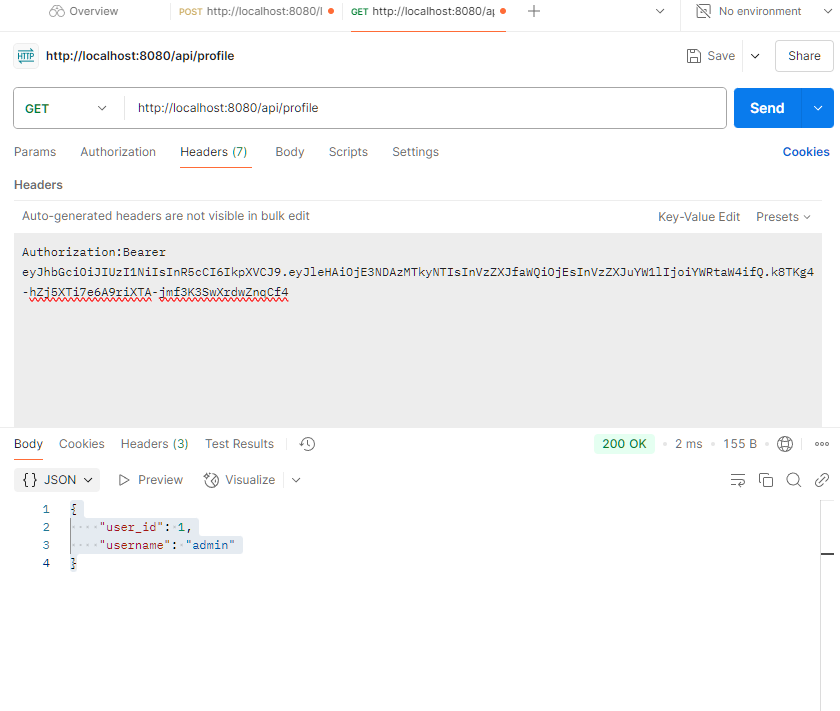 Overview POST http://localhost:8080/l GET http://localhost:8080/ap No environment
HTTP http://localhost:8080/api/profile Save Share
GET http://localhost:8080/api/profile Send
Params Authorization Headers (7) Body Scripts Settings Cookies
Headers
Auto-generated headers are not visible in bulk edit Key-Value Edit Presets
Authorization:Bearer
eyJhbGciOiJIUzI1NiIsInR5cCI6IkpXVCJ9.eyJleHAiOjE3NDAzMTkyNTIsInVzZXJfaWQiOjEsInVzZXJuYW1lIjoiYWRtaW4ifQ.k8TKg4
-hZj5XTi7e6A9riXTA-jmf3K3SwXrdwZnqCf4
Body Cookies Headers (3) Test Results 200 OK 2 ms 155 B
{} JSON Preview Visualize
1 {
2 "user_id": 1,
3 "username": "admin"
4 }